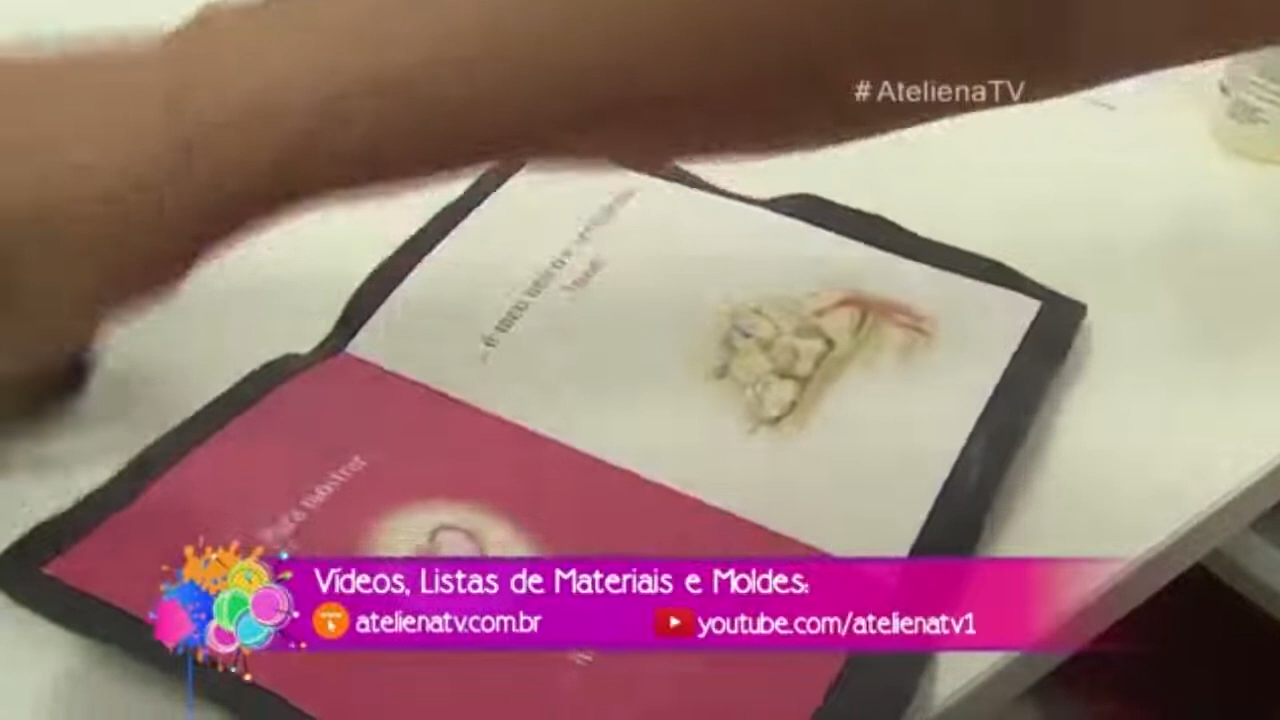 #AtelienaTV
Vídeos, Listas de Materiais e Moldes:
atelienatv.com.br
youtube.com/atelienatv1